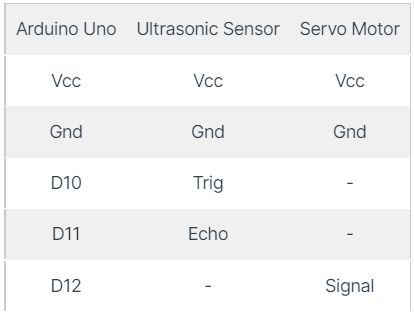 Arduino Uno Ultrasonic Sensor Servo Motor
Vcc Vcc Vcc
Gnd Gnd Gnd
D10 Trig -
D11 Echo -
D12 - Signal